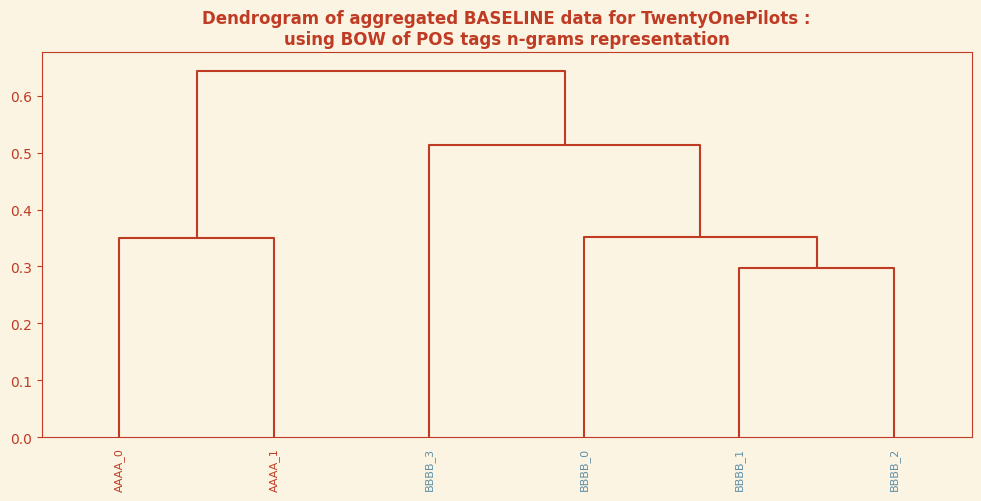 Dendrogram of aggregated BASELINE data for TwentyOnePilots :
using BOW of POS tags n-grams representation
0.6
0.5
0.4
0.3
0.2
0.1
0.0
AAAA_0
AAAA_1
BBBB_3
BBBB_0
BBBB_1
BBBB_2